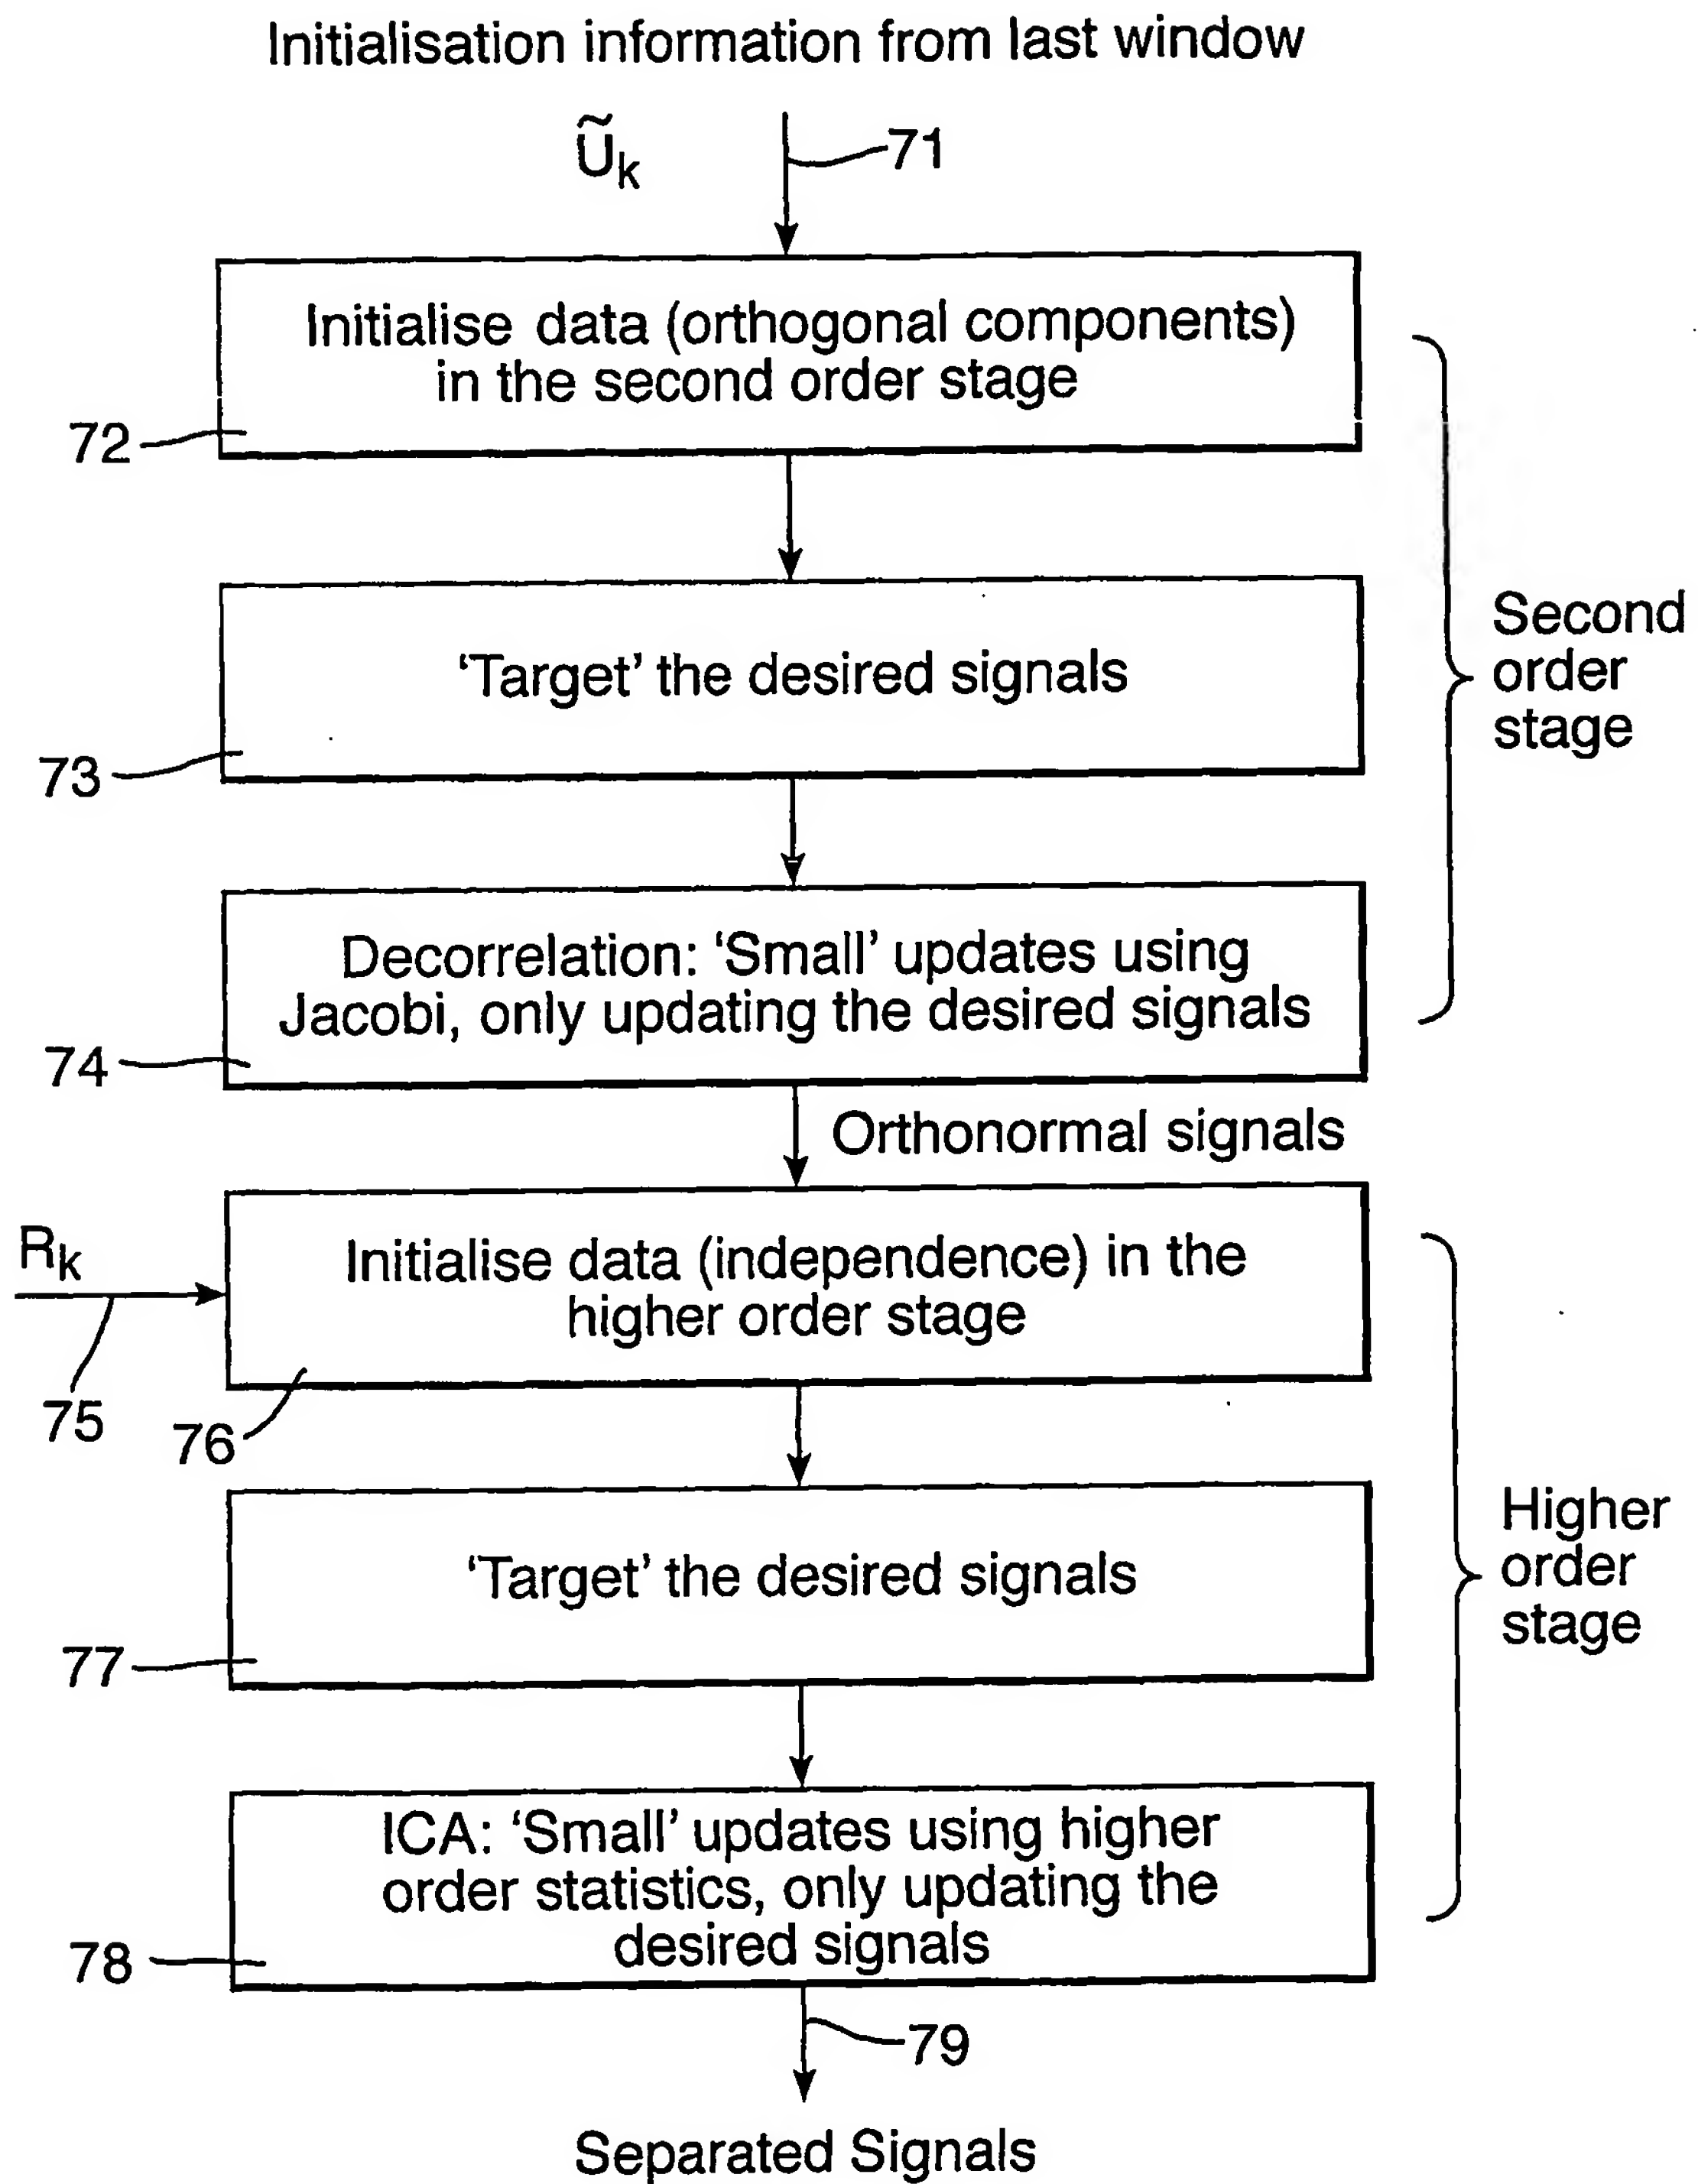 Initialisation information from last window
Ũk
71
Initialise data (orthogonal components)
in the second order stage
72
'Target' the desired signals
73
Second
order
stage
Decorrelation: 'Small' updates using
Jacobi, only updating the desired signals
74
Orthonormal signals
Rk
75
Initialise data (independence) in the
higher order stage
76
'Target' the desired signals
77
Higher
order
stage
ICA: 'Small' updates using higher
order statistics, only updating the
desired signals
78
79
Separated Signals